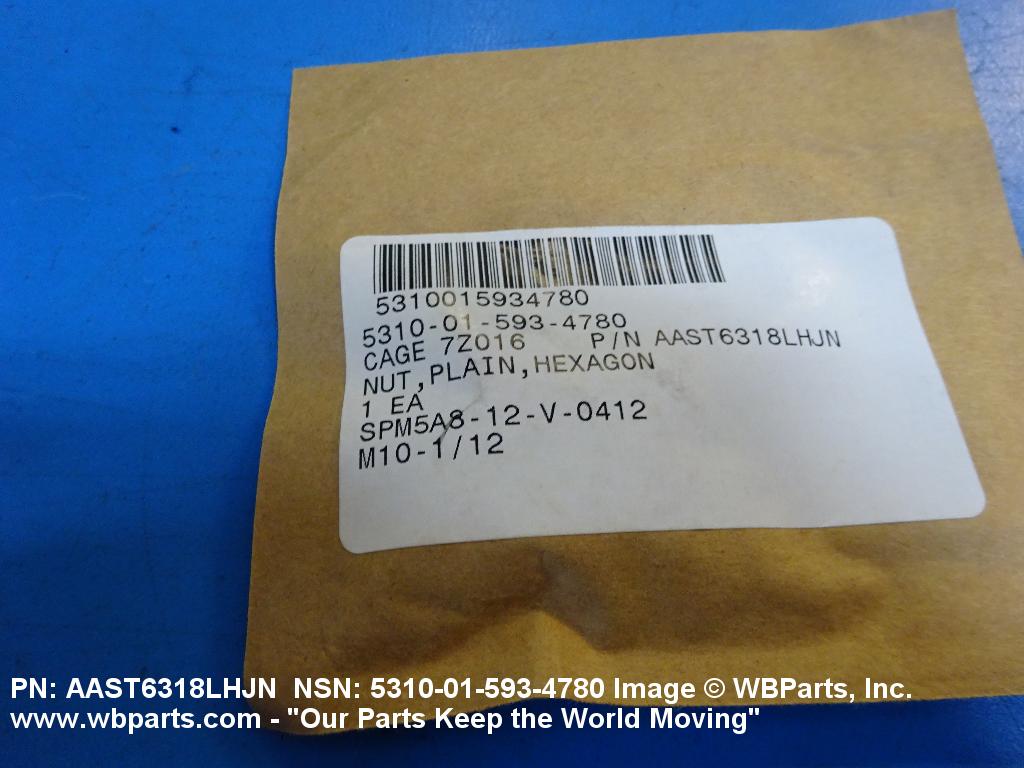 5310015934780
5310-01-593-4780
CAGE 7Z016 P/N AAST6318LHJN
NUT,PLAIN,HEXAGON
1 EA
SPM5A8-12-V-0412
M10-1/12
PN: AAST6318LHJN NSN: 5310-01-593-4780 Image © WBParts, Inc.
www.wbparts.com - "Our Parts Keep the World Moving"